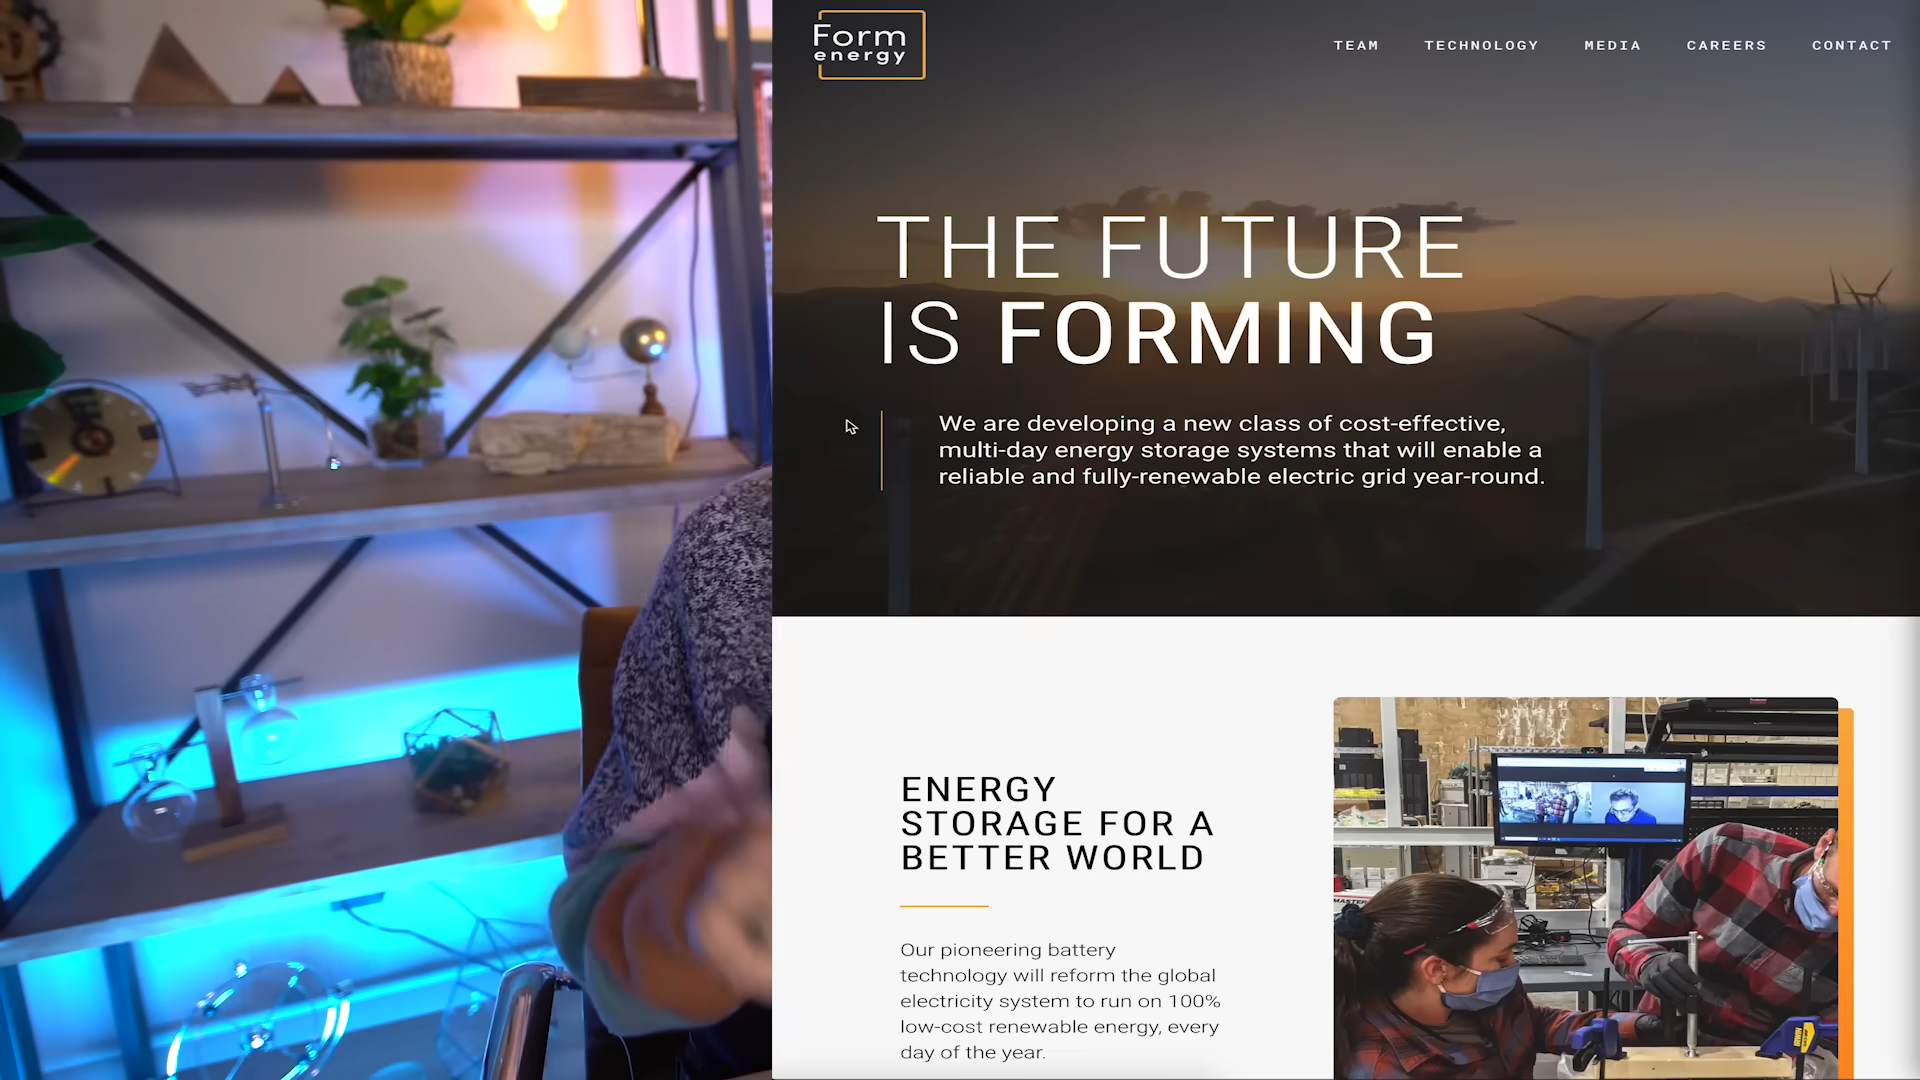 Form
energy
TEAM
TECHNOLOGY
MEDIA
CAREERS
CONTACT
THE FUTURE
IS FORMING
We are developing a new class of cost-effective,
multi-day energy storage systems that will enable a
reliable and fully-renewable electric grid year-round.
ENERGY
STORAGE FOR A
BETTER WORLD
Our pioneering battery
technology will reform the global
electricity system to run on 100%
low-cost renewable energy, every
day of the year.